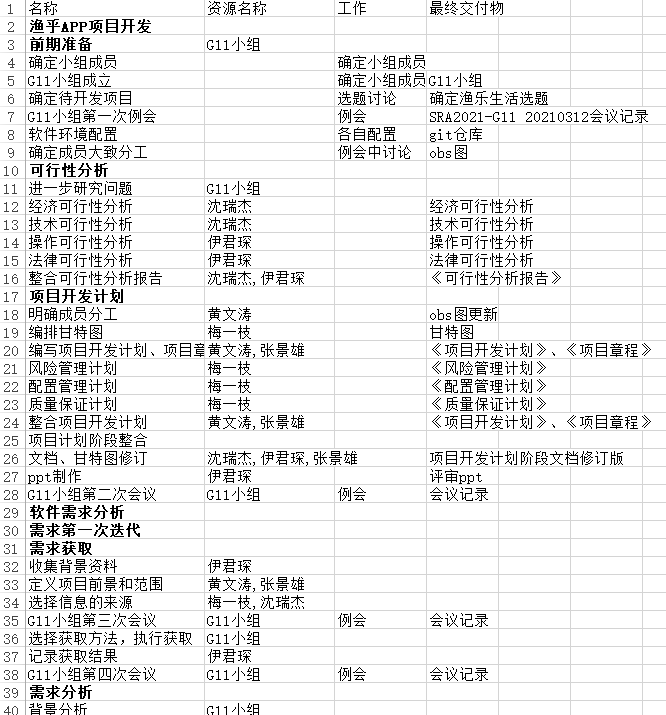 1 名称 资源名称 工作 最终交付物
2 渔乎APP项目开发
3 前期准备 G11小组
4 确定小组成员 确定小组成员
5 G11小组成立 确定小组成员 G11小组
6 确定待开发项目 选题讨论 确定渔乐生活选题
7 G11小组第一次例会 例会 SRA2021-G11 20210312会议记录
8 软件环境配置 各自配置 git仓库
9 确定成员大致分工 例会中讨论 obs图
10 可行性分析
11 进一步研究问题 G11小组
12 经济可行性分析 沈瑞杰 经济可行性分析
13 技术可行性分析 沈瑞杰 技术可行性分析
14 操作可行性分析 伊君琛 操作可行性分析
15 法律可行性分析 伊君琛 法律可行性分析
16 整合可行性分析报告 沈瑞杰,伊君琛 《可行性分析报告》
17 项目开发计划
18 明确成员分工 黄文涛 obs图更新
19 编排甘特图 梅一枝 甘特图
20 编写项目开发计划、项目章 黄文涛,张景雄 《项目开发计划》、《项目章程》
21 风险管理计划 梅一枝 《风险管理计划》
22 配置管理计划 梅一枝 《配置管理计划》
23 质量保证计划 梅一枝 《质量保证计划》
24 整合项目开发计划 黄文涛,张景雄 《项目开发计划》、《项目章程》
25 项目计划阶段整合
26 文档、甘特图修订 沈瑞杰,伊君琛,张景雄 项目开发计划阶段文档修订版
27 ppt制作 伊君琛 评审ppt
28 G11小组第二次会议 G11小组 例会 会议记录
29 软件需求分析
30 需求第一次迭代
31 需求获取
32 收集背景资料 伊君琛
33 定义项目前景和范围 黄文涛,张景雄
34 选择信息的来源 梅一枝,沈瑞杰
35 G11小组第三次会议 G11小组 例会 会议记录
36 选择获取方法，执行获取 G11小组
37 记录获取结果 伊君琛
38 G11小组第四次会议 G11小组 例会 会议记录
39 需求分析
40 背景分析 G11小组